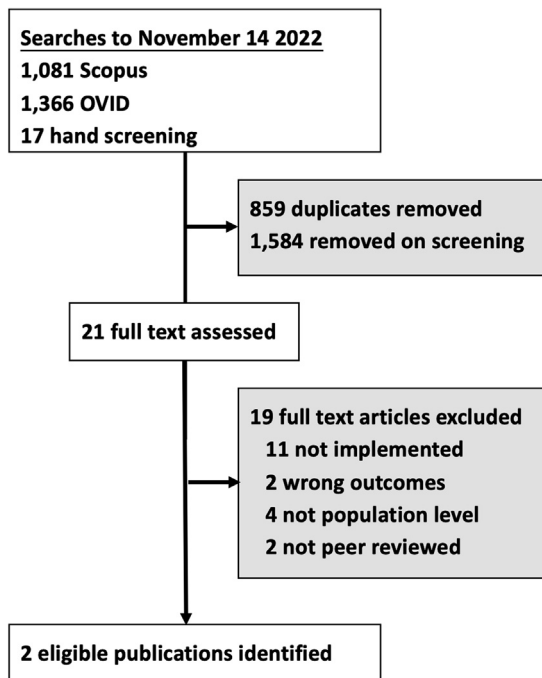 Searches to November 14 2022
1,081 Scopus
1,366 OVID
17 hand screening
859 duplicates removed
1,584 removed on screening
21 full text assessed
19 full text articles excluded
11 not implemented
2 wrong outcomes
4 not population level
2 not peer reviewed
2 eligible publications identified